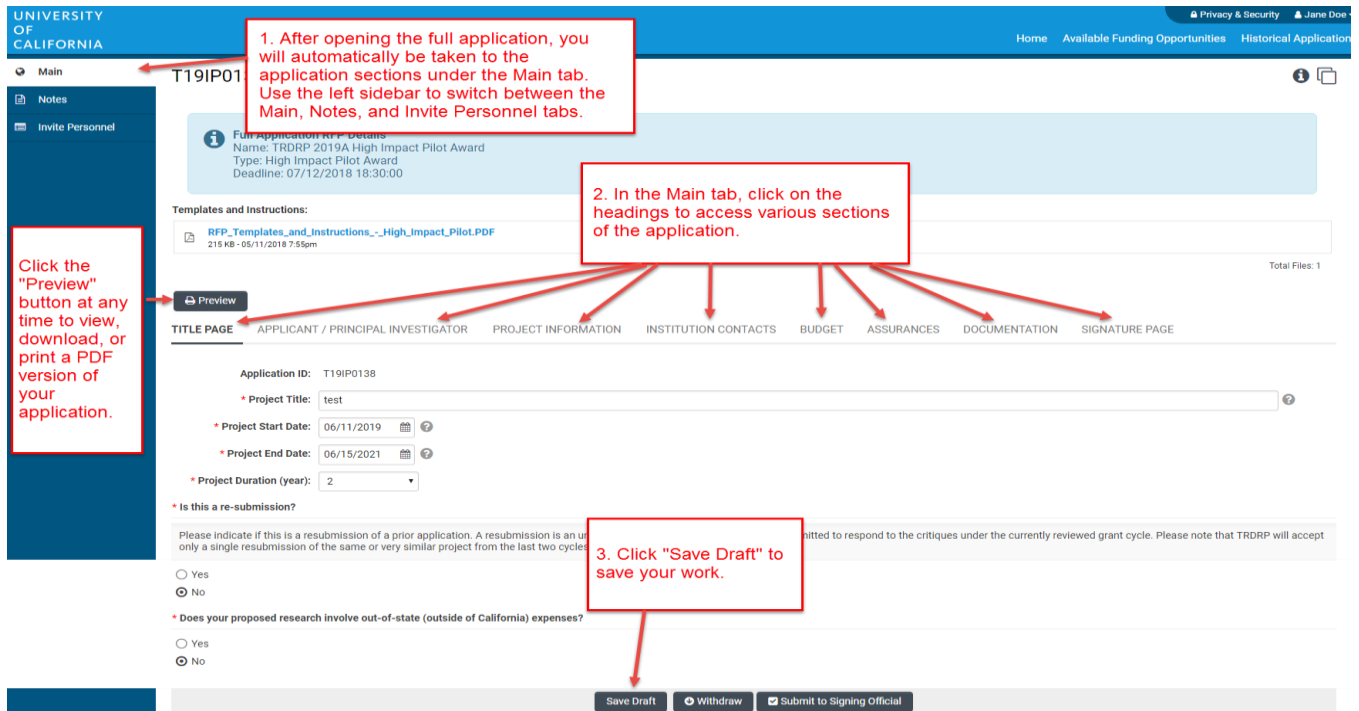 UNIVERSITY
OF
CALIFORNIA
Privacy & Security Jane Doe
Home Available Funding Opportunities Historical Application
Main
Notes
Invite Personnel
T19IP01
1. After opening the full application, you
will automatically be taken to the
application sections under the Main tab.
Use the left sidebar to switch between the
Main, Notes, and Invite Personnel tabs.
Full Application RFP Details
Name: TRDRP 2019A High Impact Pilot Award
Type: High Impact Pilot Award
Deadline: 07/12/2018 18:30:00
2. In the Main tab, click on the
headings to access various sections
of the application.
Templates and Instructions:
RFP_Templates_and_Instructions_-_High_Impact_Pilot.PDF
215 KB - 05/11/2018 7:55pm
Total Files: 1
Click the
"Preview"
button at any
time to view,
download, or
print a PDF
version of
your
application.
Preview
TITLE PAGE APPLICANT / PRINCIPAL INVESTIGATOR PROJECT INFORMATION INSTITUTION CONTACTS BUDGET ASSURANCES DOCUMENTATION SIGNATURE PAGE
Application ID: T19IP0138
* Project Title: test
* Project Start Date: 06/11/2019
* Project End Date: 06/15/2021
* Project Duration (year): 2
* Is this a re-submission?
Please indicate if this is a resubmission of a prior application. A resubmission is an un mitted to respond to the critiques under the currently reviewed grant cycle. Please note that TRDRP will accept
only a single resubmission of the same or very similar project from the last two cycles
3. Click "Save Draft" to
save your work.
Yes
No
* Does your proposed research involve out-of-state (outside of California) expenses?
Yes
No
Save Draft Withdraw Submit to Signing Official